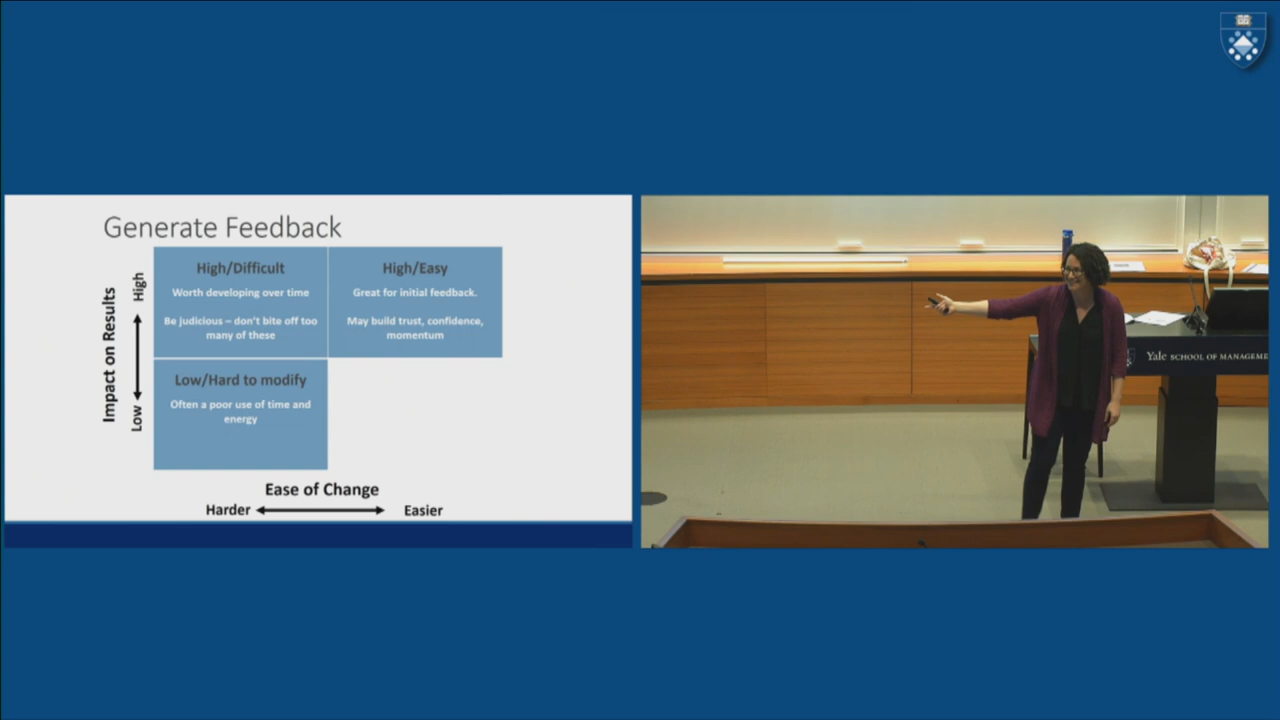 Generate Feedback
High/Difficult
Worth developing over time
Be judicious – don't bite off too
many of these
High/Easy
Great for initial feedback.
May build trust, confidence,
momentum
Low/Hard to modify
Often a poor use of time and
energy
Impact on Results
High
Low
Ease of Change
Harder
Easier
Yale SCHOOL OF MANAGEME